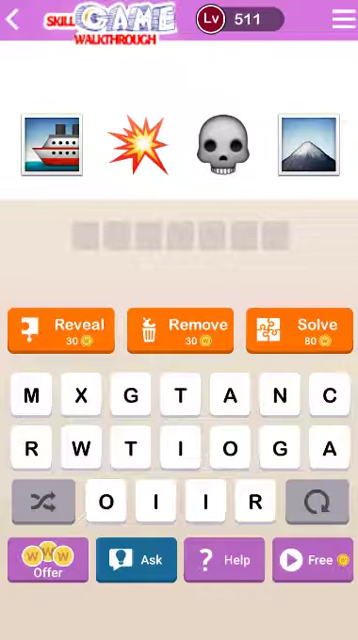 SKILL GAME
WALKTHROUGH
Lv 511
Reveal Remove Solve
30 30 80
M X G T A N C
R W T I O G A
O I I R
W W W
Offer Ask ? Help Free